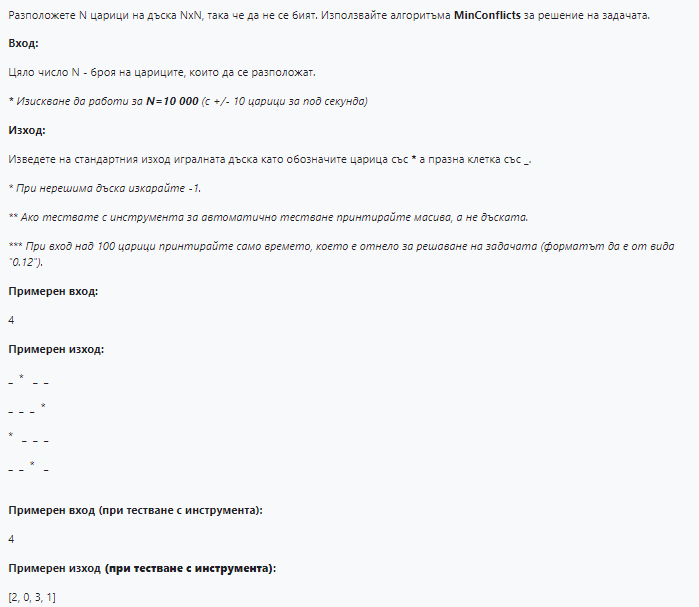 Разположете N царици на дъска NxN, така че да не се бият. Използвайте алгоритъма MinConflicts за решение на задачата.
Вход:
Цяло число N - броя на цариците, които да се разположат.
* Изискване да работи за N=10 000 (с +/- 10 царици за под секунда)
Изход:
Изведете на стандартния изход игралната дъска като обозначите царица със * а празна клетка със _.
* При нерешима дъска изкарайте -1.
** Ако тествате с инструмента за автоматично тестване принтирайте масива, а не дъската.
*** При вход над 100 царици принтирайте само времето, което е отнело за решаване на задачата (форматът да е от вида
"0.12").
Примерен вход:
4
Примерен изход:
_ * _ _
_ _ _ *
* _ _ _
_ _ * _
Примерен вход (при тестване с инструмента):
4
Примерен изход (при тестване с инструмента):
[2, 0, 3, 1]